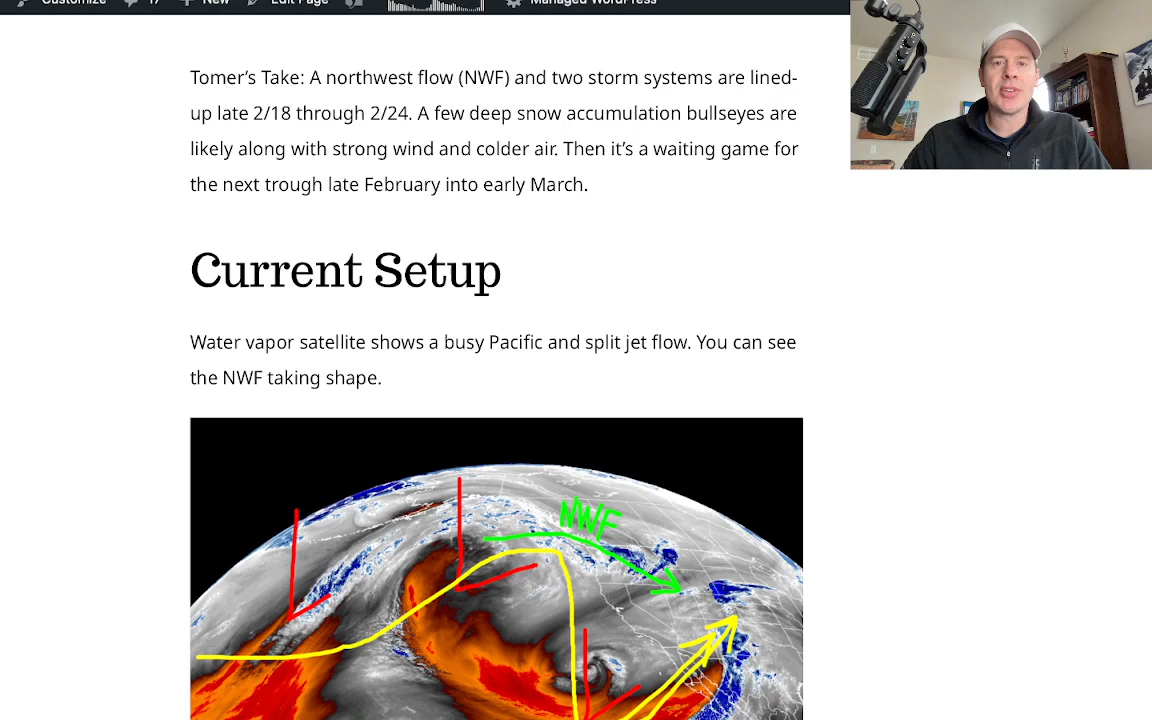 Customize 17 New Edit Page Managed WordPress
Tomer's Take: A northwest flow (NWF) and two storm systems are lined-
up late 2/18 through 2/24. A few deep snow accumulation bullseyes are
likely along with strong wind and colder air. Then it's a waiting game for
the next trough late February into early March.
Current Setup
Water vapor satellite shows a busy Pacific and split jet flow. You can see
the NWF taking shape.
NWF